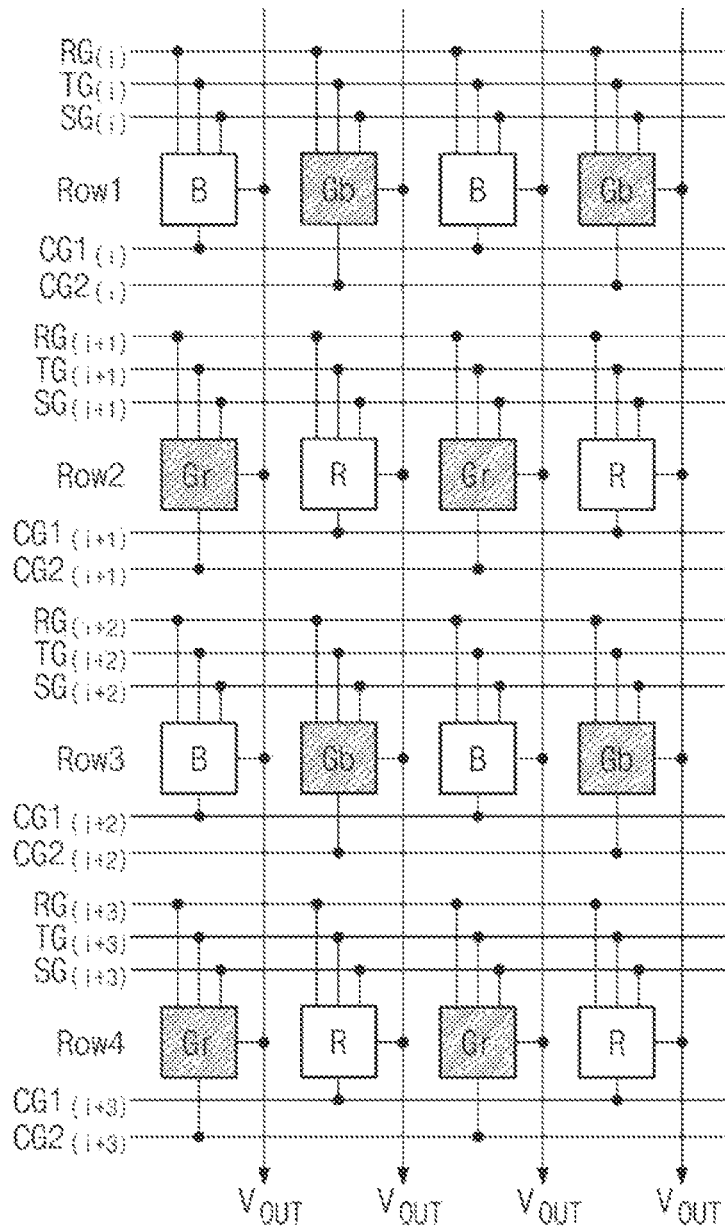 RG(i)
TG(i)
SG(i)
Row1 B Gb B Gb
CG1(i)
CG2(i)
RG(i+1)
TG(i+1)
SG(i+1)
Row2 Gr R Gr R
CG1(i+1)
CG2(i+1)
RG(i+2)
TG(i+2)
SG(i+2)
Row3 B Gb B Gb
CG1(i+2)
CG2(i+2)
RG(i+3)
TG(i+3)
SG(i+3)
Row4 Gr R Gr R
CG1(i+3)
CG2(i+3)
VOUT VOUT VOUT VOUT